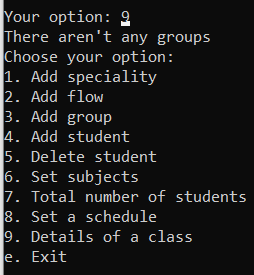 Your option: 9
There aren't any groups
Choose your option:
1. Add speciality
2. Add flow
3. Add group
4. Add student
5. Delete student
6. Set subjects
7. Total number of students
8. Set a schedule
9. Details of a class
e. Exit